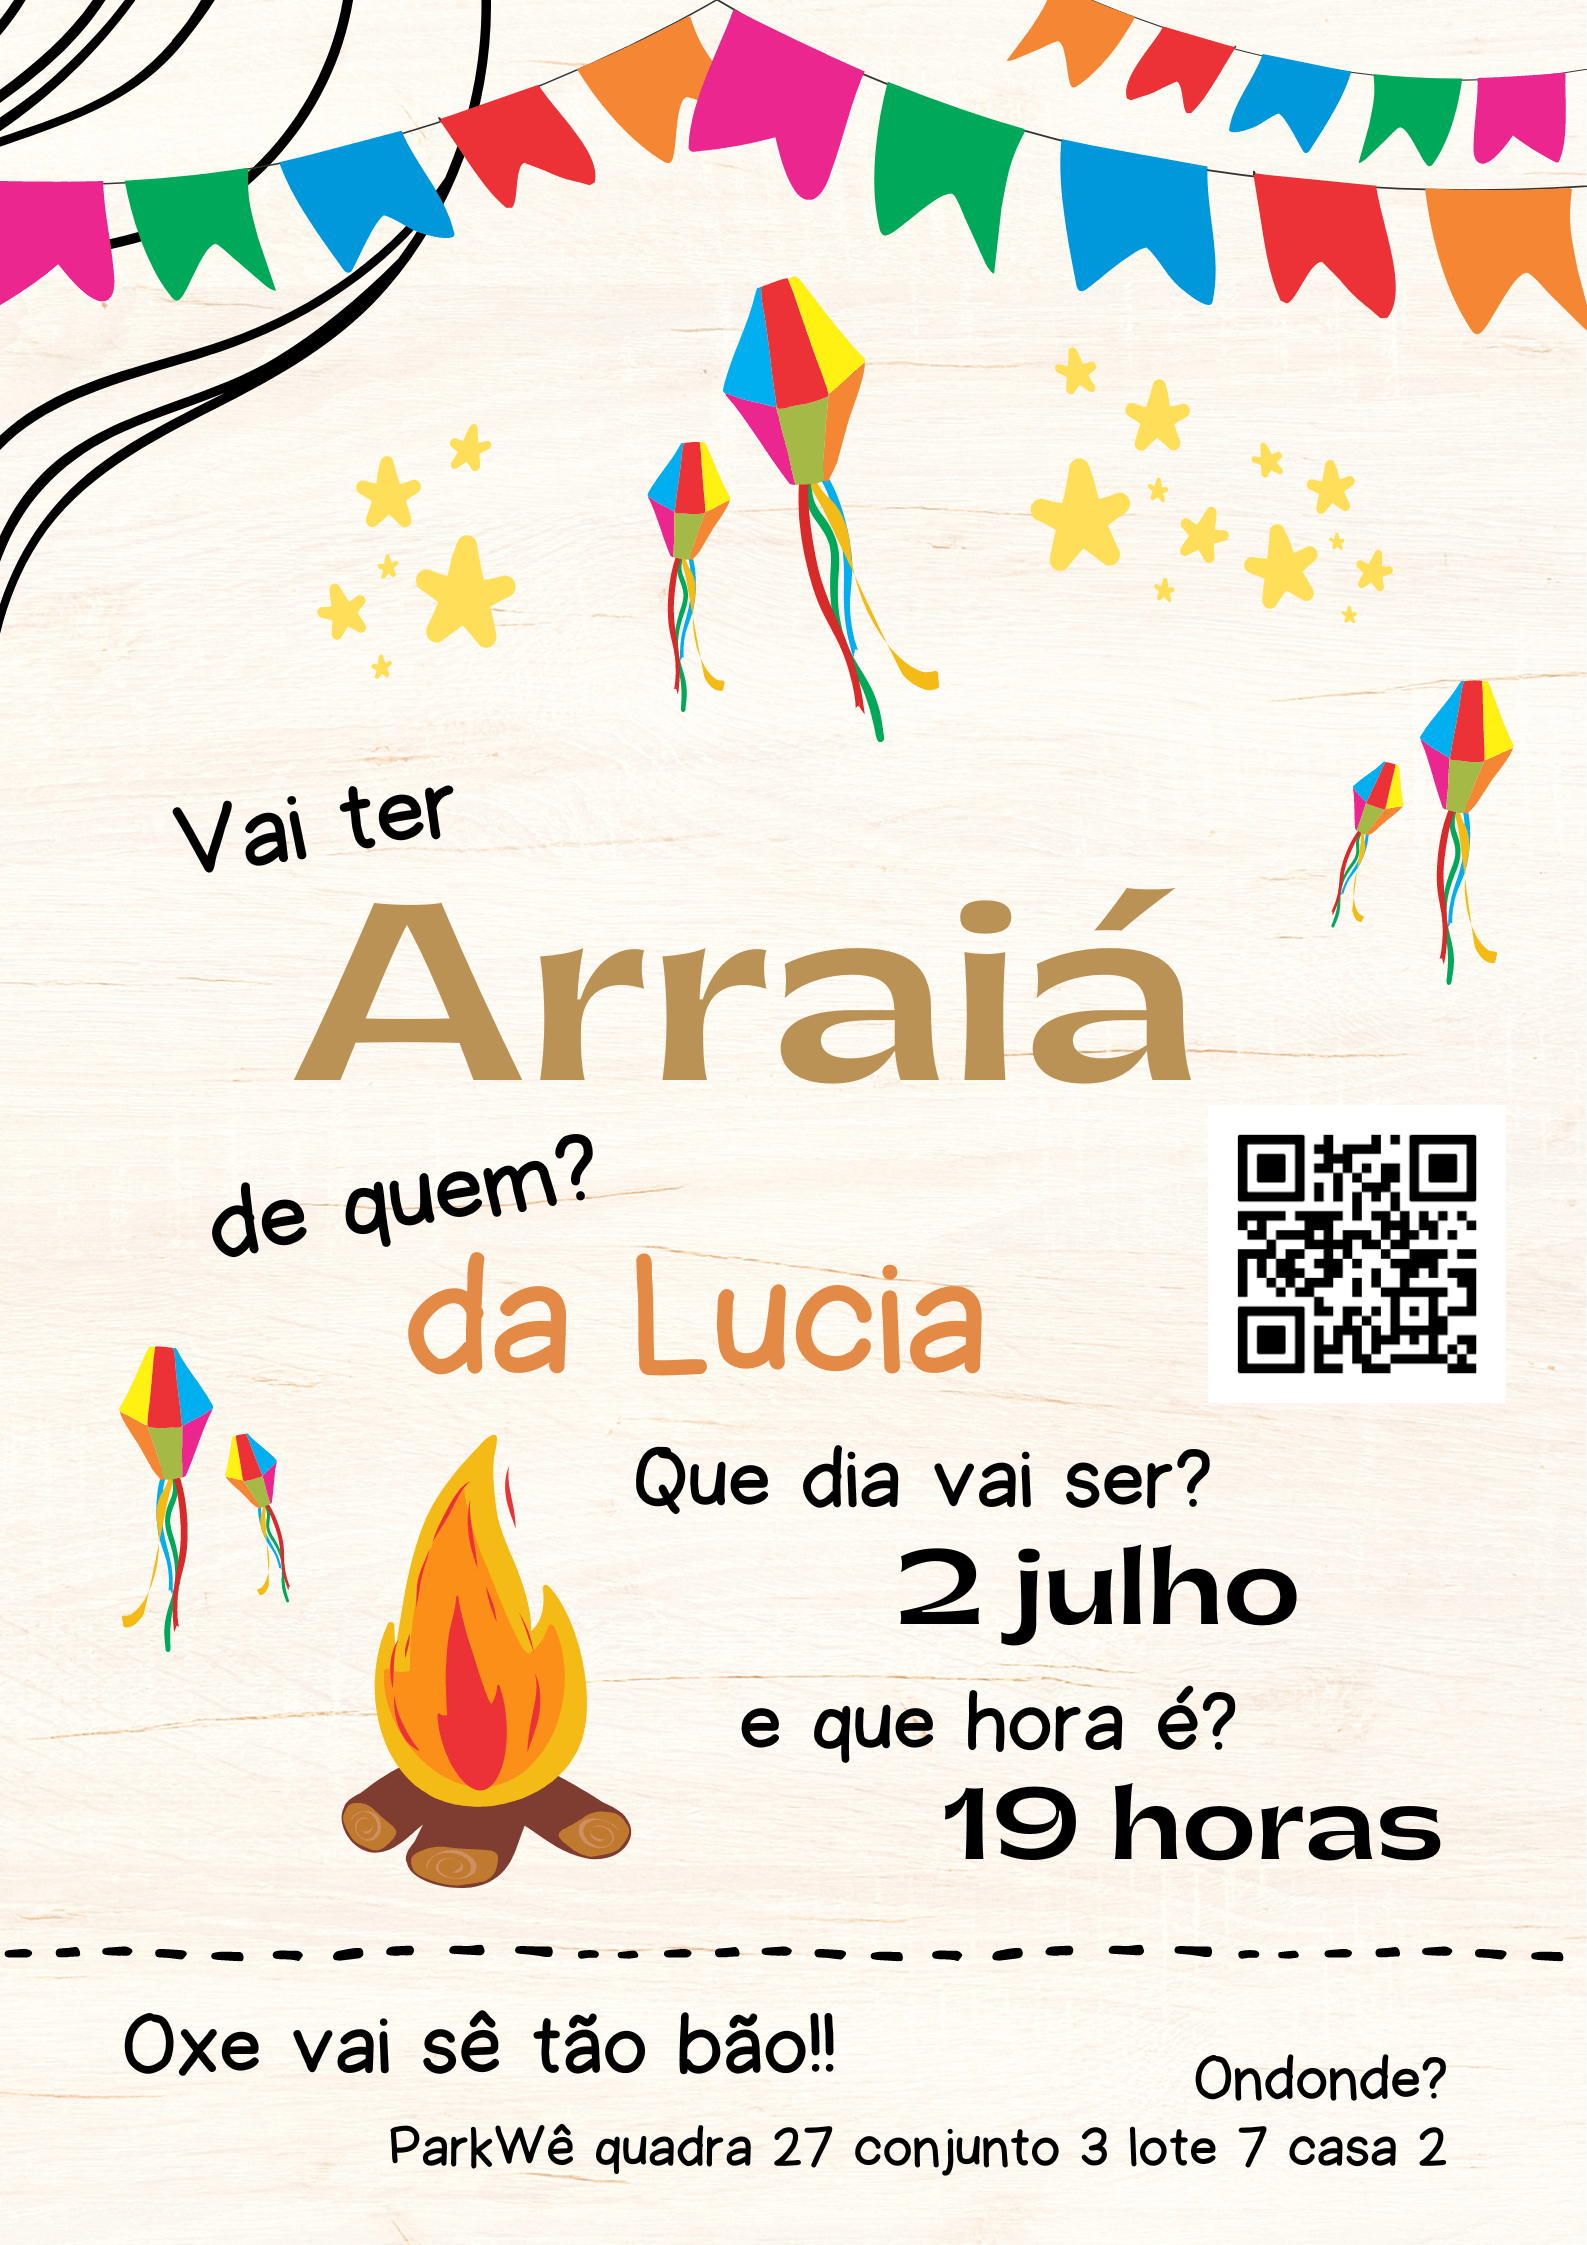 Vai ter
Arraiá
de quem?
da Lucia
Que dia vai ser?
2 julho
e que hora é?
19 horas
Oxe vai sê tão bão!!
Ondonde?
ParkWê quadra 27 conjunto 3 lote 7 casa 2